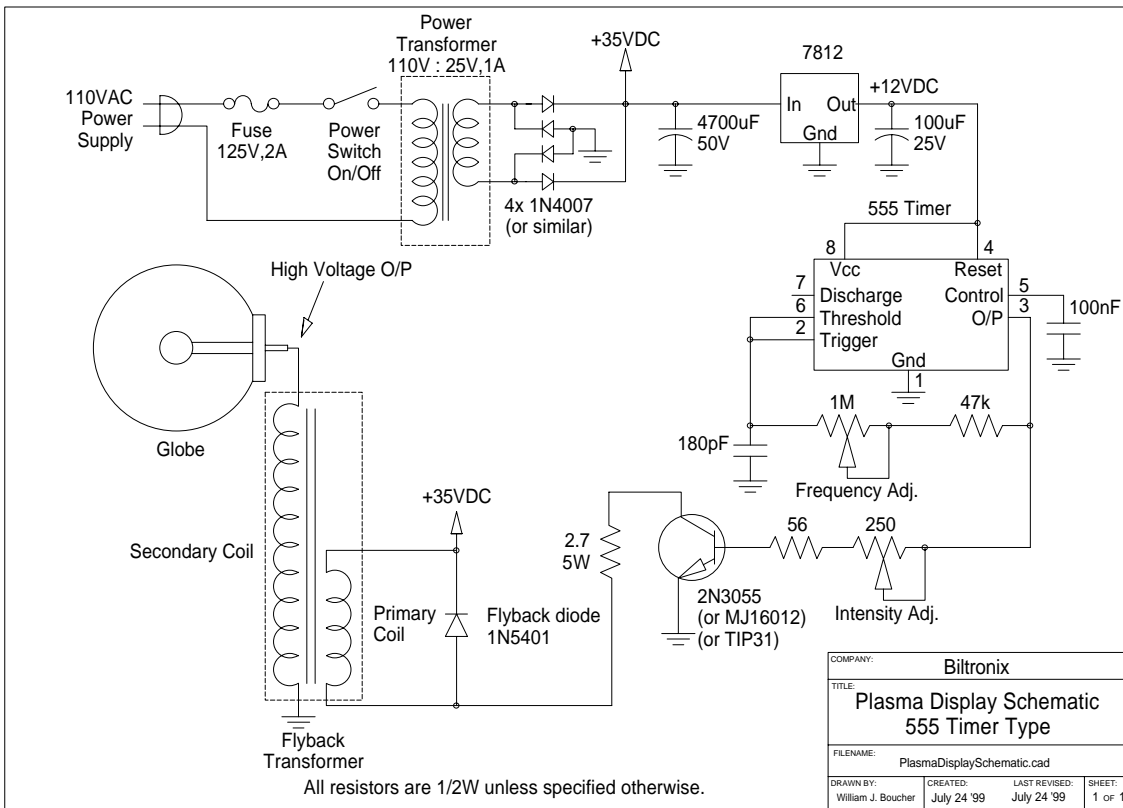 Power
Transformer
110V : 25V,1A
+35VDC
7812
110VAC
Power
Supply
Fuse
125V,2A
Power
Switch
On/Off
4x 1N4007
(or similar)
4700uF
50V
In Out
Gnd
+12VDC
100uF
25V
555 Timer
8
4
Vcc
Reset
7
Discharge
Control
5
6
Threshold
O/P
3
2
Trigger
Gnd
1
100nF
High Voltage O/P
Globe
1M
47k
180pF
Frequency Adj.
+35VDC
Secondary Coil
Primary
Coil
Flyback diode
1N5401
2.7
5W
56
250
2N3055
(or MJ16012)
(or TIP31)
Intensity Adj.
Flyback
Transformer
All resistors are 1/2W unless specified otherwise.
COMPANY:
Biltronix
TITLE:
Plasma Display Schematic
555 Timer Type
FILENAME:
PlasmaDisplaySchematic.cad
DRAWN BY:
William J. Boucher
CREATED:
July 24 '99
LAST REVISED:
July 24 '99
SHEET:
1 OF 1